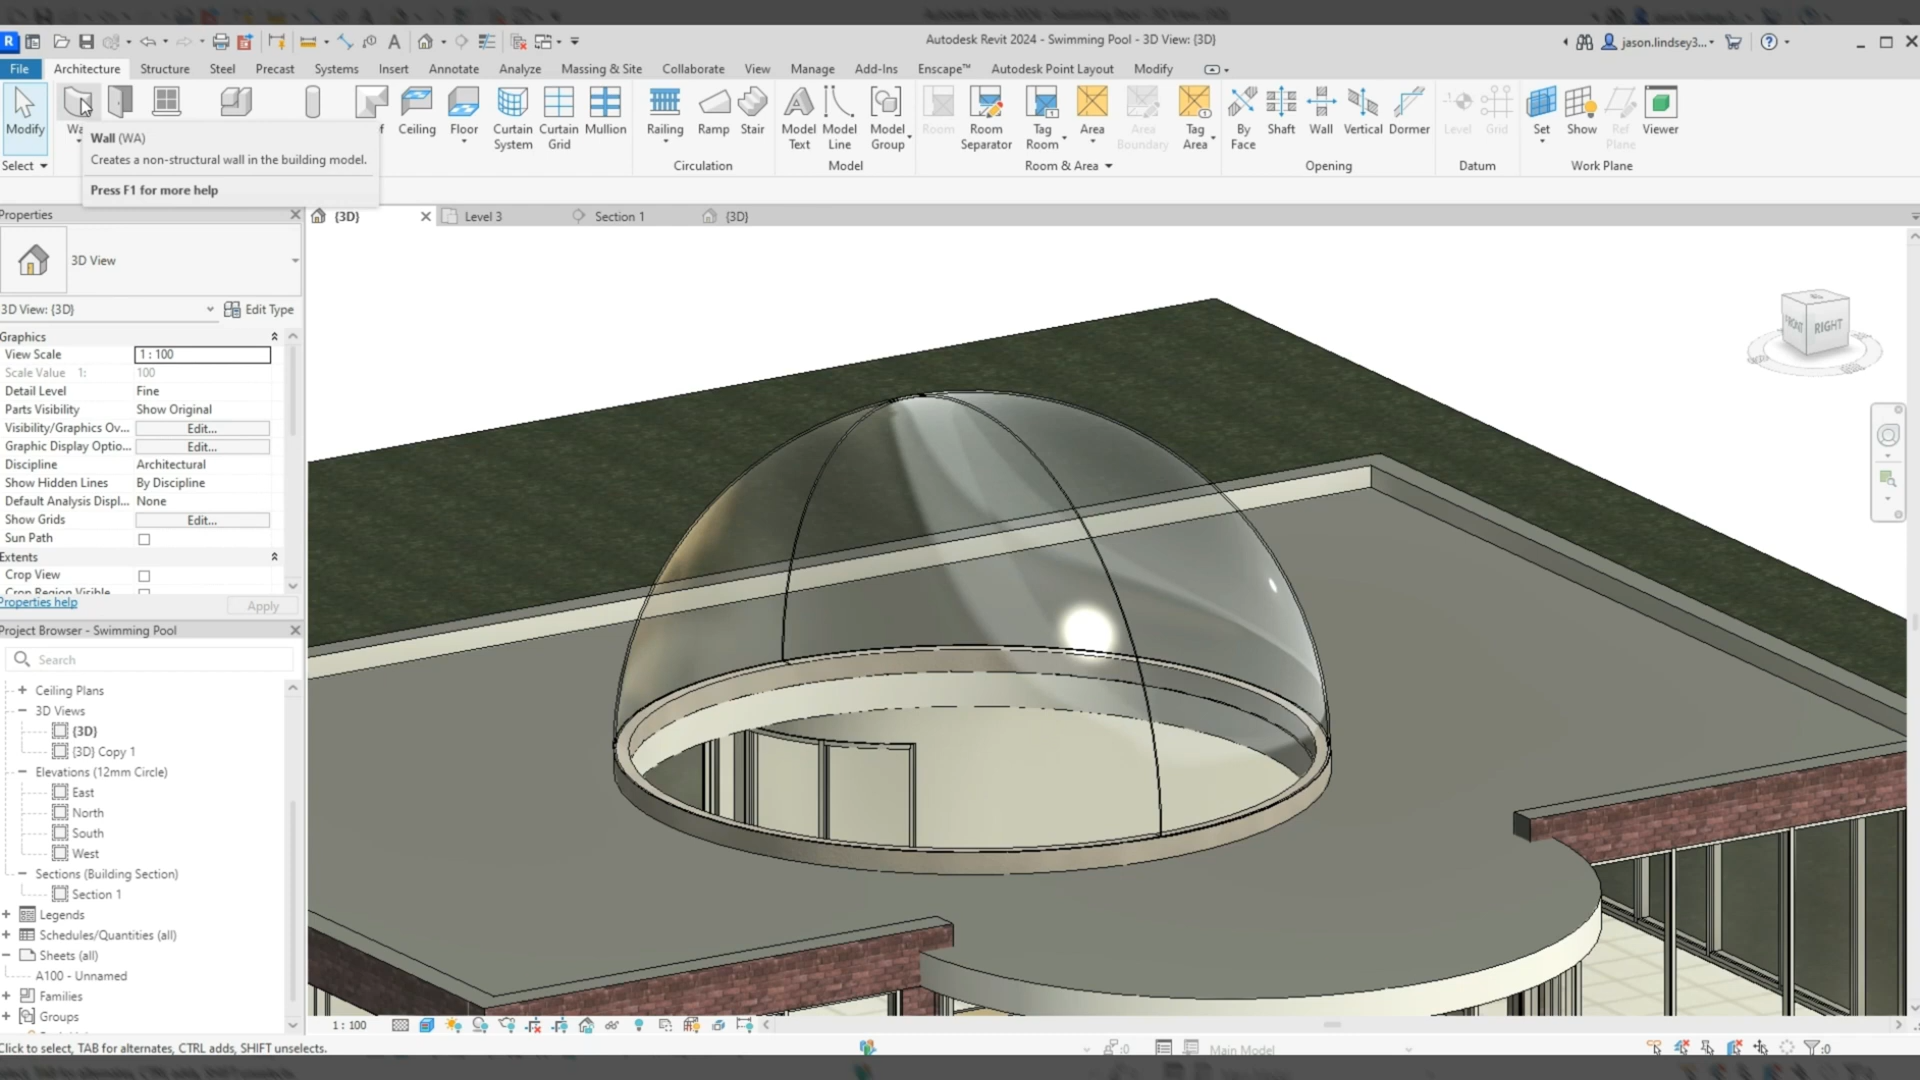 Autodesk Revit 2024 - Swimming Pool - 3D View: {3D}
jason.lindsey3...
File Architecture Structure Steel Precast Systems Insert Annotate Analyze Massing & Site Collaborate View Manage Add-Ins Enscape™ Autodesk Point Layout Modify
Modify
Wa
Ceiling
Floor
Curtain System
Curtain Grid
Mullion
Railing
Ramp
Stair
Model Text
Model Line
Model Group
Room
Room Separator
Tag Room
Area
Area Boundary
Tag Area
By Face
Shaft
Wall
Vertical
Dormer
Level
Grid
Set
Show
Ref Plane
Viewer
Select
Circulation
Model
Room & Area
Opening
Datum
Work Plane
Wall (WA)
Creates a non-structural wall in the building model.
Press F1 for more help
Properties
{3D}
Level 3
Section 1
{3D}
3D View
3D View: {3D}
Edit Type
Graphics
View Scale 1 : 100
Scale Value 1: 100
Detail Level Fine
Parts Visibility Show Original
Visibility/Graphics Ov... Edit...
Graphic Display Optio... Edit...
Discipline Architectural
Show Hidden Lines By Discipline
Default Analysis Displ... None
Show Grids Edit...
Sun Path
Extents
Crop View
Crop Region Visible
Properties help
Apply
Project Browser - Swimming Pool
Search
Ceiling Plans
3D Views
{3D}
{3D} Copy 1
Elevations (12mm Circle)
East
North
South
West
Sections (Building Section)
Section 1
Legends
Schedules/Quantities (all)
Sheets (all)
A100 - Unnamed
Families
Groups
FRONT
RIGHT
1 : 100
Click to select, TAB for alternates, CTRL adds, SHIFT unselects.
:0
Main Model
:0